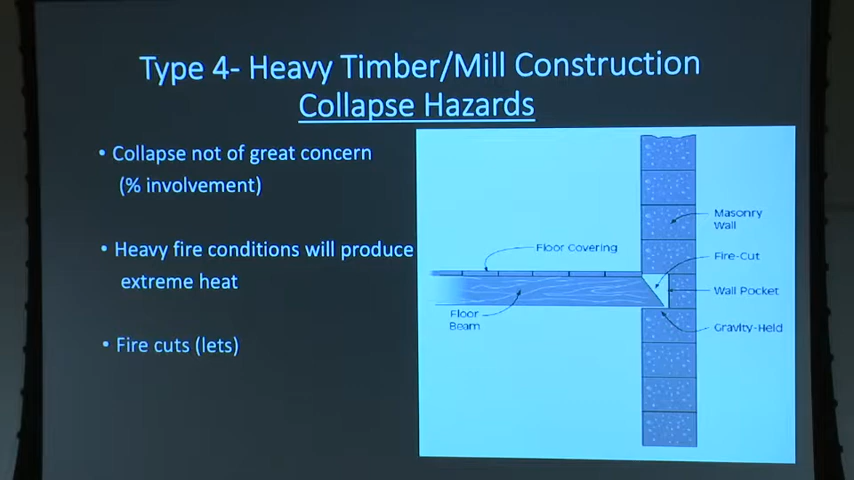 Type 4- Heavy Timber/Mill Construction
Collapse Hazards
• Collapse not of great concern
(% involvement)
• Heavy fire conditions will produce
extreme heat
• Fire cuts (lets)
Masonry
Wall
Floor Covering
Fire-Cut
Wall Pocket
Floor
Beam
Gravity-Held